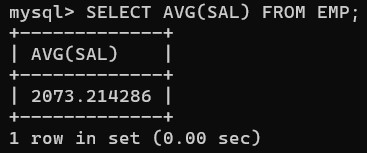 mysql> SELECT AVG(SAL) FROM EMP;
+-------------+
| AVG(SAL)    |
+-------------+
| 2073.214286 |
+-------------+
1 row in set (0.00 sec)